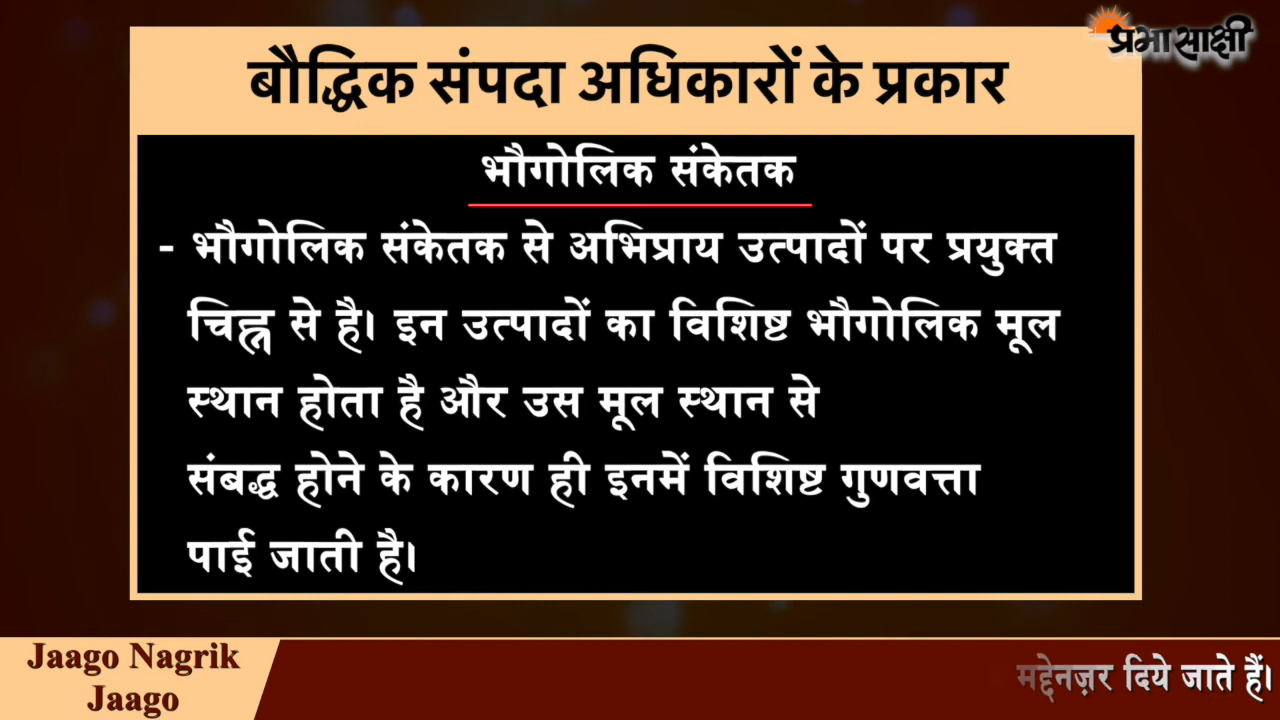 प्रभासाक्षी
बौद्धिक संपदा अधिकारों के प्रकार
भौगोलिक संकेतक
- भौगोलिक संकेतक से अभिप्राय उत्पादों पर प्रयुक्त
चिह्न से है। इन उत्पादों का विशिष्ट भौगोलिक मूल
स्थान होता है और उस मूल स्थान से
संबद्ध होने के कारण ही इनमें विशिष्ट गुणवत्ता
पाई जाती है।
Jaago Nagrik
Jaago
मद्देनज़र दिये जाते हैं।